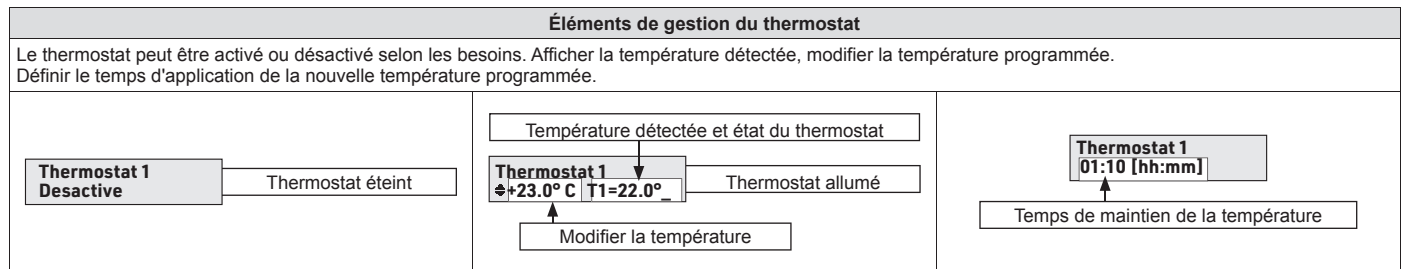 Éléments de gestion du thermostat
Le thermostat peut être activé ou désactivé selon les besoins. Afficher la température détectée, modifier la température programmée.
Définir le temps d'application de la nouvelle température programmée.
Thermostat 1
Desactive
Thermostat éteint
Température détectée et état du thermostat
Thermostat 1
+23.0° C T1=22.0°_
Thermostat allumé
Modifier la température
Thermostat 1
01:10 [hh:mm]
Temps de maintien de la température